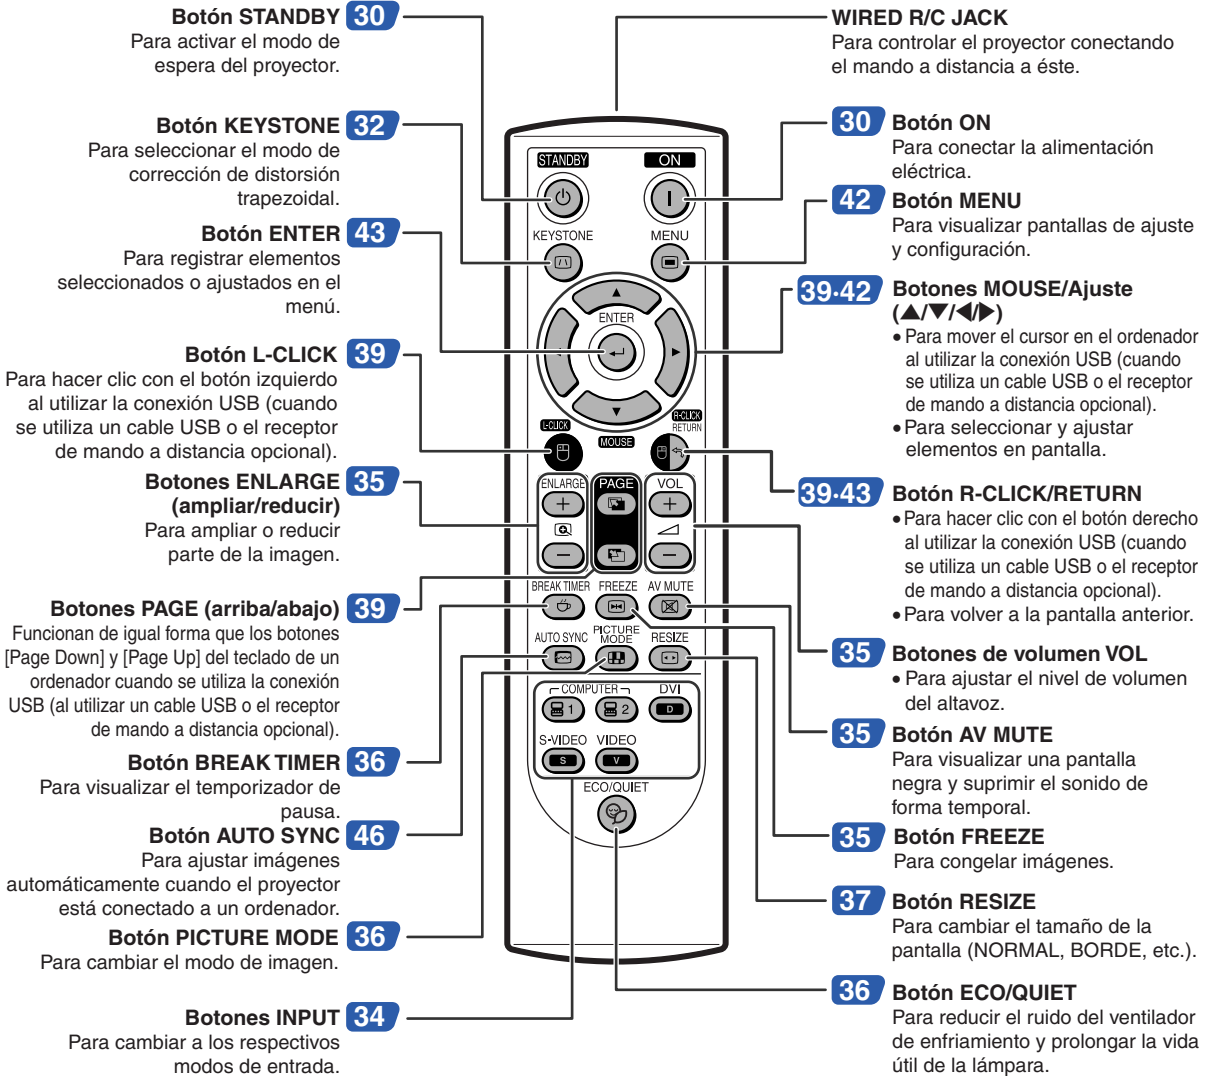 Botón STANDBY 30
Para activar el modo de
espera del proyector.
Botón KEYSTONE 32
Para seleccionar el modo de
corrección de distorsión
trapezoidal.
Botón ENTER 43
Para registrar elementos
seleccionados o ajustados en el
menú.
Botón L-CLICK 39
Para hacer clic con el botón izquierdo
al utilizar la conexión USB (cuando
se utiliza un cable USB o el receptor
de mando a distancia opcional).
Botones ENLARGE 35
(ampliar/reducir)
Para ampliar o reducir
parte de la imagen.
Botones PAGE (arriba/abajo) 39
Funcionan de igual forma que los botones
[Page Down] y [Page Up] del teclado de un
ordenador cuando se utiliza la conexión
USB (al utilizar un cable USB o el receptor
de mando a distancia opcional).
Botón BREAK TIMER 36
Para visualizar el temporizador de
pausa.
Botón AUTO SYNC 46
Para ajustar imágenes
automáticamente cuando el proyector
está conectado a un ordenador.
Botón PICTURE MODE 36
Para cambiar el modo de imagen.
Botones INPUT 34
Para cambiar a los respectivos
modos de entrada.
STANDBY ON
KEYSTONE MENU
ENTER
L-CLICK MOUSE R-CLICK
RETURN
ENLARGE PAGE VOL
BREAK TIMER FREEZE AV MUTE
AUTO SYNC PICTURE
MODE RESIZE
COMPUTER DVI
1 2 D
S-VIDEO VIDEO
S V
ECO/QUIET
WIRED R/C JACK
Para controlar el proyector conectando
el mando a distancia a éste.
30 Botón ON
Para conectar la alimentación
eléctrica.
42 Botón MENU
Para visualizar pantallas de ajuste
y configuración.
39·42 Botones MOUSE/Ajuste
(▲/▼/◀/▶)
• Para mover el cursor en el ordenador
al utilizar la conexión USB (cuando
se utiliza un cable USB o el receptor
de mando a distancia opcional).
• Para seleccionar y ajustar
elementos en pantalla.
39·43 Botón R-CLICK/RETURN
• Para hacer clic con el botón derecho
al utilizar la conexión USB (cuando
se utiliza un cable USB o el receptor
de mando a distancia opcional).
• Para volver a la pantalla anterior.
35 Botones de volumen VOL
• Para ajustar el nivel de volumen
del altavoz.
35 Botón AV MUTE
Para visualizar una pantalla
negra y suprimir el sonido de
forma temporal.
35 Botón FREEZE
Para congelar imágenes.
37 Botón RESIZE
Para cambiar el tamaño de la
pantalla (NORMAL, BORDE, etc.).
36 Botón ECO/QUIET
Para reducir el ruido del ventilador
de enfriamiento y prolongar la vida
útil de la lámpara.